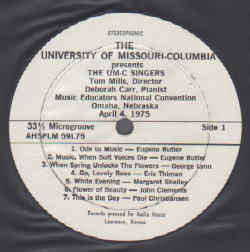 STEREOPHONIC
THE
UNIVERSITY OF MISSOURI-COLUMBIA
presents
THE UM-C SINGERS
Tom Mills, Director
Deborah Carr, Pianist
Music Educators National Convention
Omaha, Nebraska
April 4, 1975
33⅓ Microgroove
AHSPLM 59L75
Side 1
1. Ode to Music — Eugene Butler
2. Music, When Soft Voices Die — Eugene Butler
3. When Spring Unlocks The Flowers — George Lynn
4. Go, Lovely Rose — Eric Thiman
5. White Evening — Margaret Shelley
6. Flower of Beauty — John Clements
7. This is the Day — Paul Christansen
Records pressed for Audio House
Lawrence, Kansas